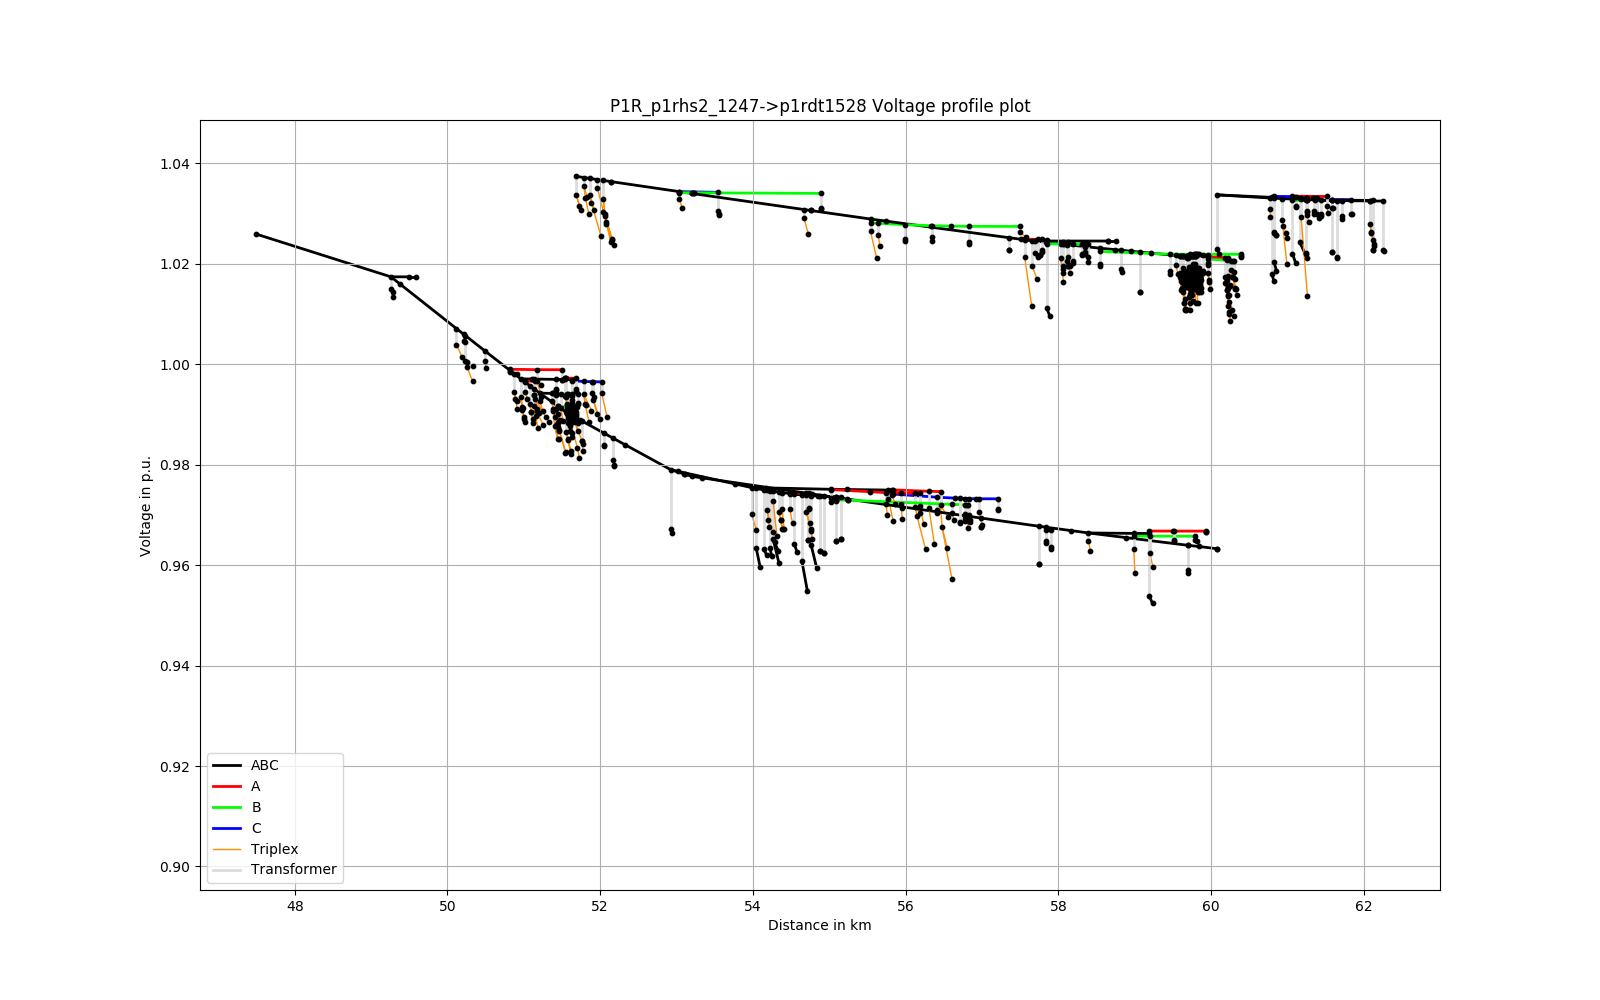 P1R_p1rhs2_1247->p1rdt1528 Voltage profile plot
1.04
1.02
1.00
0.98
0.96
0.94
0.92
0.90
Voltage in p.u.
ABC
A
B
C
Triplex
Transformer
48 50 52 54 56 58 60 62
Distance in km